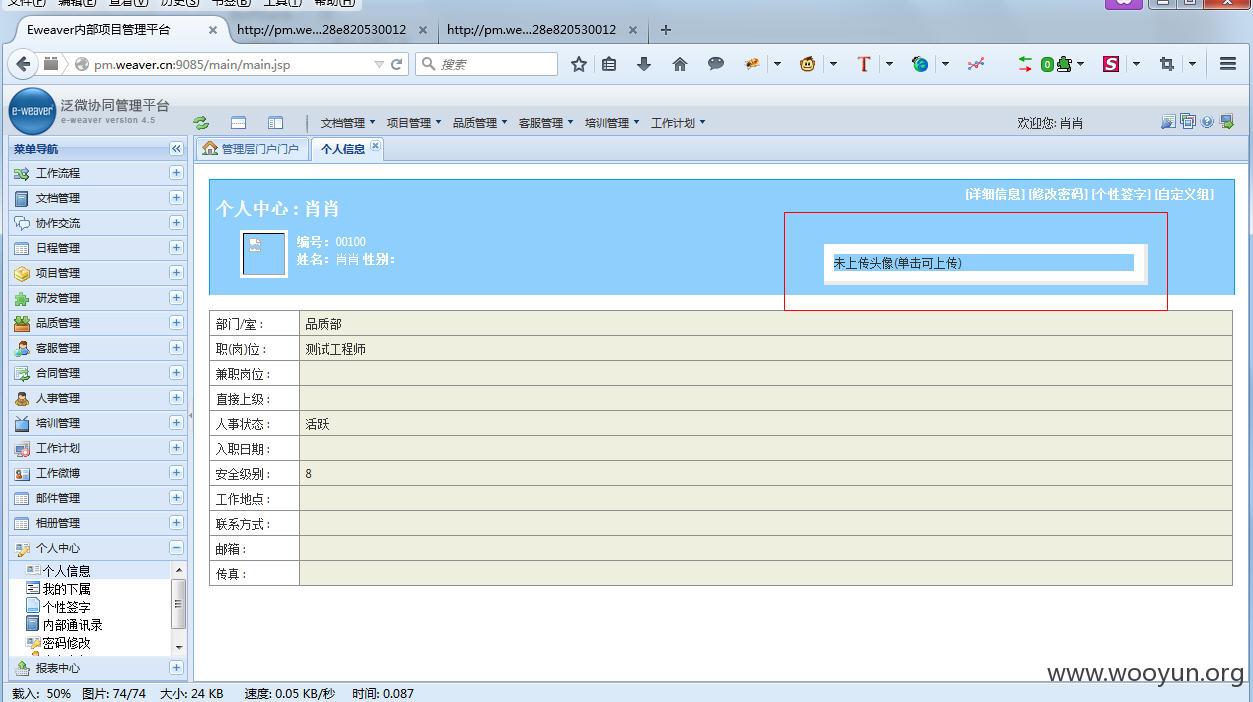 文件(F) 编辑(E) 查看(V) 历史(S) 书签(B) 工具(T) 帮助(H)
Eweaver内部项目管理平台 http://pm.we...28e820530012 http://pm.we...28e820530012
pm.weaver.cn:9085/main/main.jsp 搜索
e-weaver 泛微协同管理平台
e-weaver version 4.5
文档管理 项目管理 品质管理 客服管理 培训管理 工作计划 欢迎您: 肖肖
菜单导航 管理层门户门户 个人信息
工作流程
文档管理
协作交流
日程管理
项目管理
研发管理
品质管理
客服管理
合同管理
人事管理
培训管理
工作计划
工作微博
邮件管理
相册管理
个人中心
个人信息
我的下属
个性签字
内部通讯录
密码修改
报表中心
[详细信息] [修改密码] [个性签字] [自定义组]
个人中心 : 肖肖
编号: 00100
姓名: 肖肖 性别:
未上传头像(单击可上传)
部门/室 : 品质部
职(岗)位 : 测试工程师
兼职岗位 :
直接上级 :
人事状态 : 活跃
入职日期 :
安全级别 : 8
工作地点 :
联系方式 :
邮箱 :
传真 :
www.wooyun.org
载入: 50% 图片: 74/74 大小: 24 KB 速度: 0.05 KB/秒 时间: 0.087